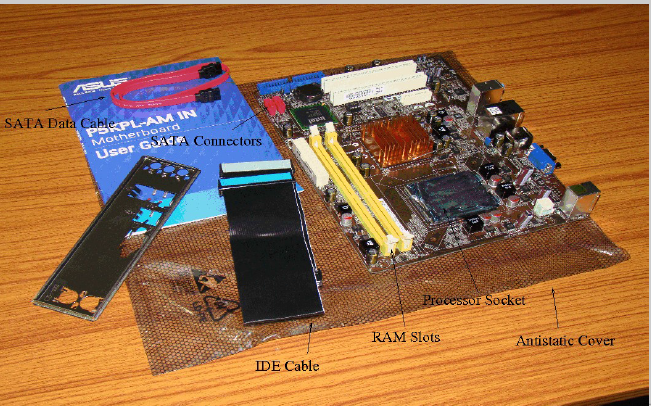 ASUS
SATA Data Cable
P5KPL-AM IN
Motherboard
User Guide
SATA Connectors
Processor Socket
RAM Slots
Antistatic Cover
IDE Cable